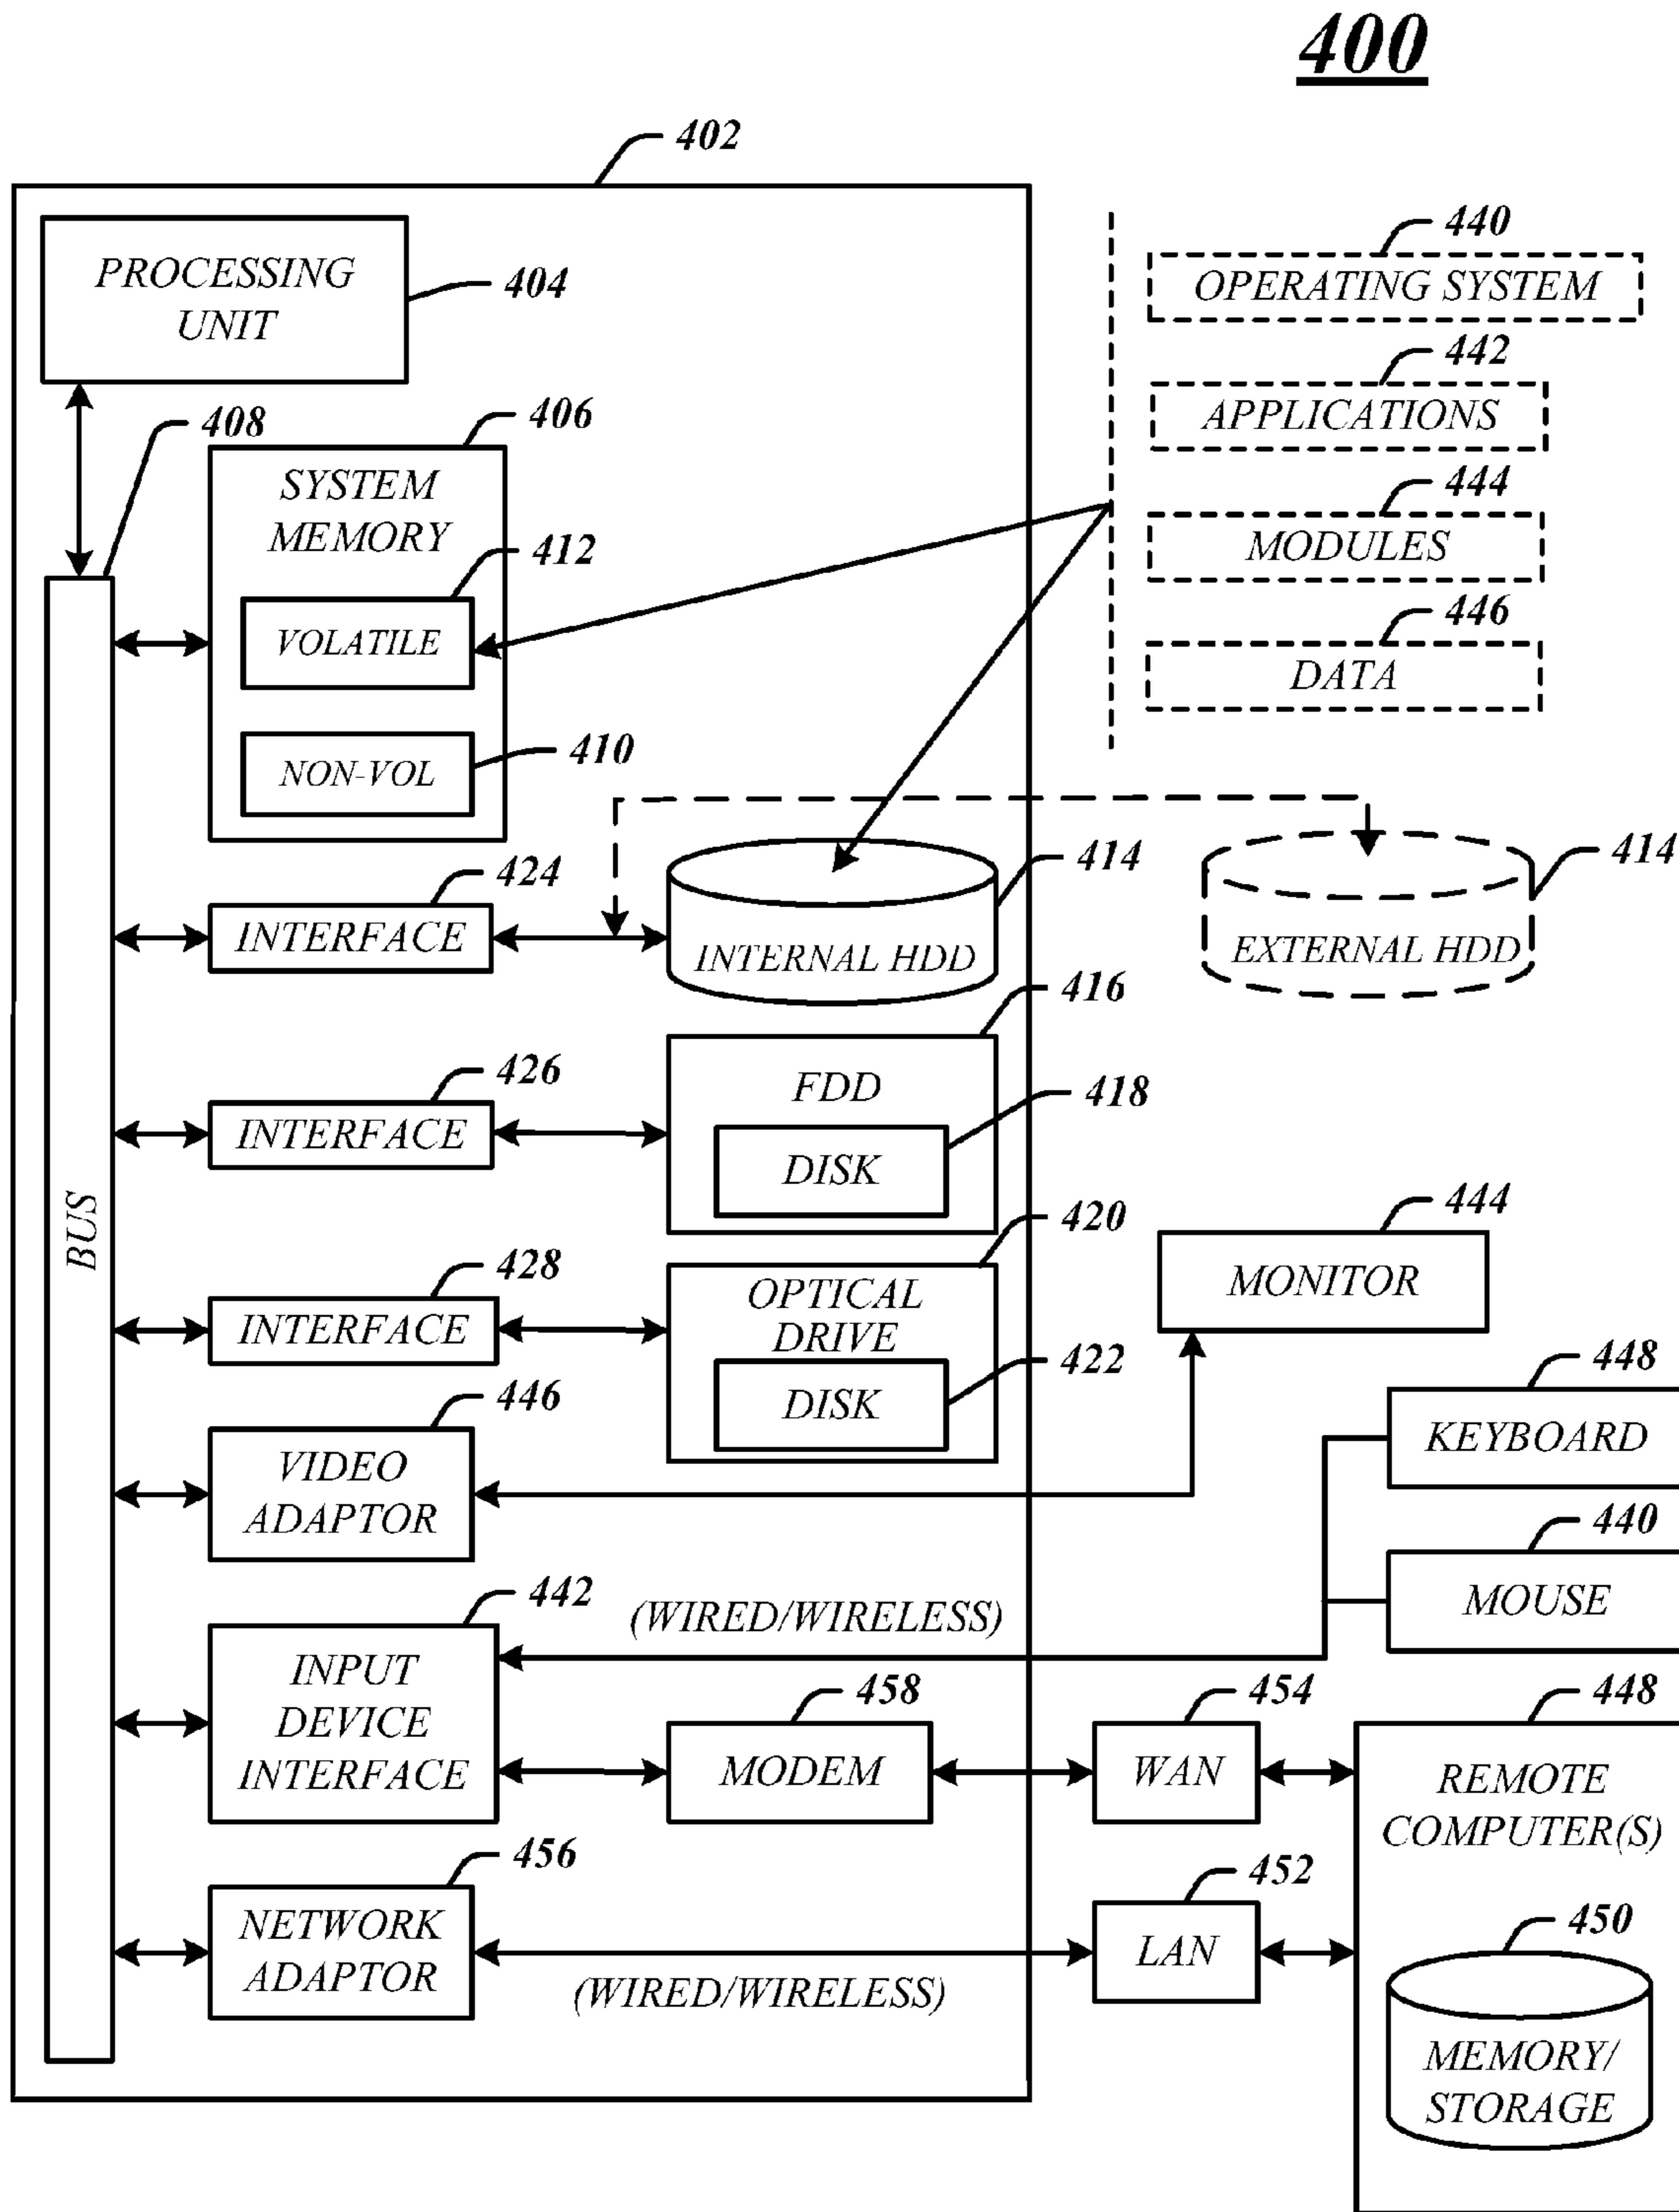 400
402
PROCESSING
UNIT
404
440
OPERATING SYSTEM
442
APPLICATIONS
444
MODULES
446
DATA
408
406
SYSTEM
MEMORY
412
VOLATILE
410
NON-VOL
424
INTERFACE
414
INTERNAL HDD
414
EXTERNAL HDD
416
FDD
426
INTERFACE
418
DISK
BUS
420
OPTICAL
DRIVE
428
INTERFACE
422
DISK
444
MONITOR
446
VIDEO
ADAPTOR
448
KEYBOARD
440
MOUSE
442
INPUT
DEVICE
INTERFACE
(WIRED/WIRELESS)
458
MODEM
454
WAN
448
REMOTE
COMPUTER(S)
456
NETWORK
ADAPTOR
(WIRED/WIRELESS)
452
LAN
450
MEMORY/
STORAGE